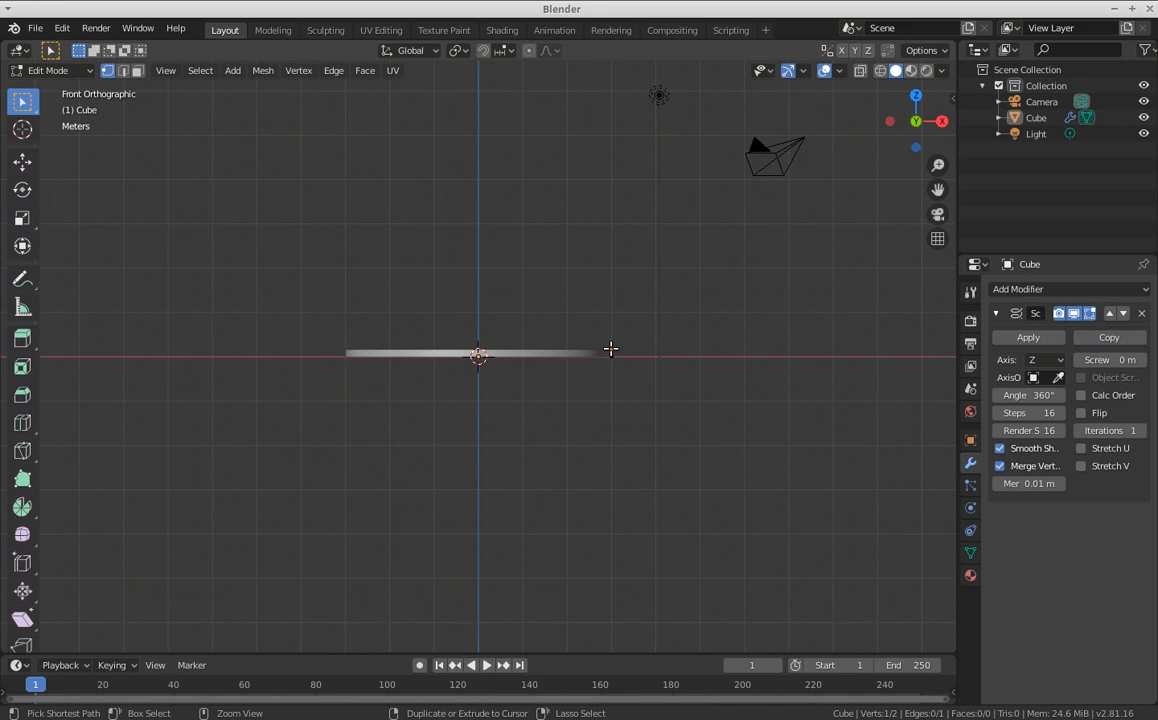 Blender
File Edit Render Window Help Layout Modeling Sculpting UV Editing Texture Paint Shading Animation Rendering Compositing Scripting + Scene View Layer
Global X Y Z Options
Edit Mode View Select Add Mesh Vertex Edge Face UV
Front Orthographic
(1) Cube
Meters
Z
Y X
Scene Collection
Collection
Camera
Cube
Light
Cube
Add Modifier
Sc
Apply Copy
Axis: Z Screw 0 m
AxisO Object Scr..
Angle 360° Calc Order
Steps 16 Flip
Render S 16 Iterations 1
Smooth Sh.. Stretch U
Merge Vert.. Stretch V
Mer 0.01 m
Playback Keying View Marker 1 Start 1 End 250
1 20 40 60 80 100 120 140 160 180 200 220 240
Pick Shortest Path Box Select Zoom View Duplicate or Extrude to Cursor Lasso Select Cube | Verts:1/2 | Edges:0/1 | Faces:0/0 | Tris:0 | Mem: 24.6 MiB | v2.81.16